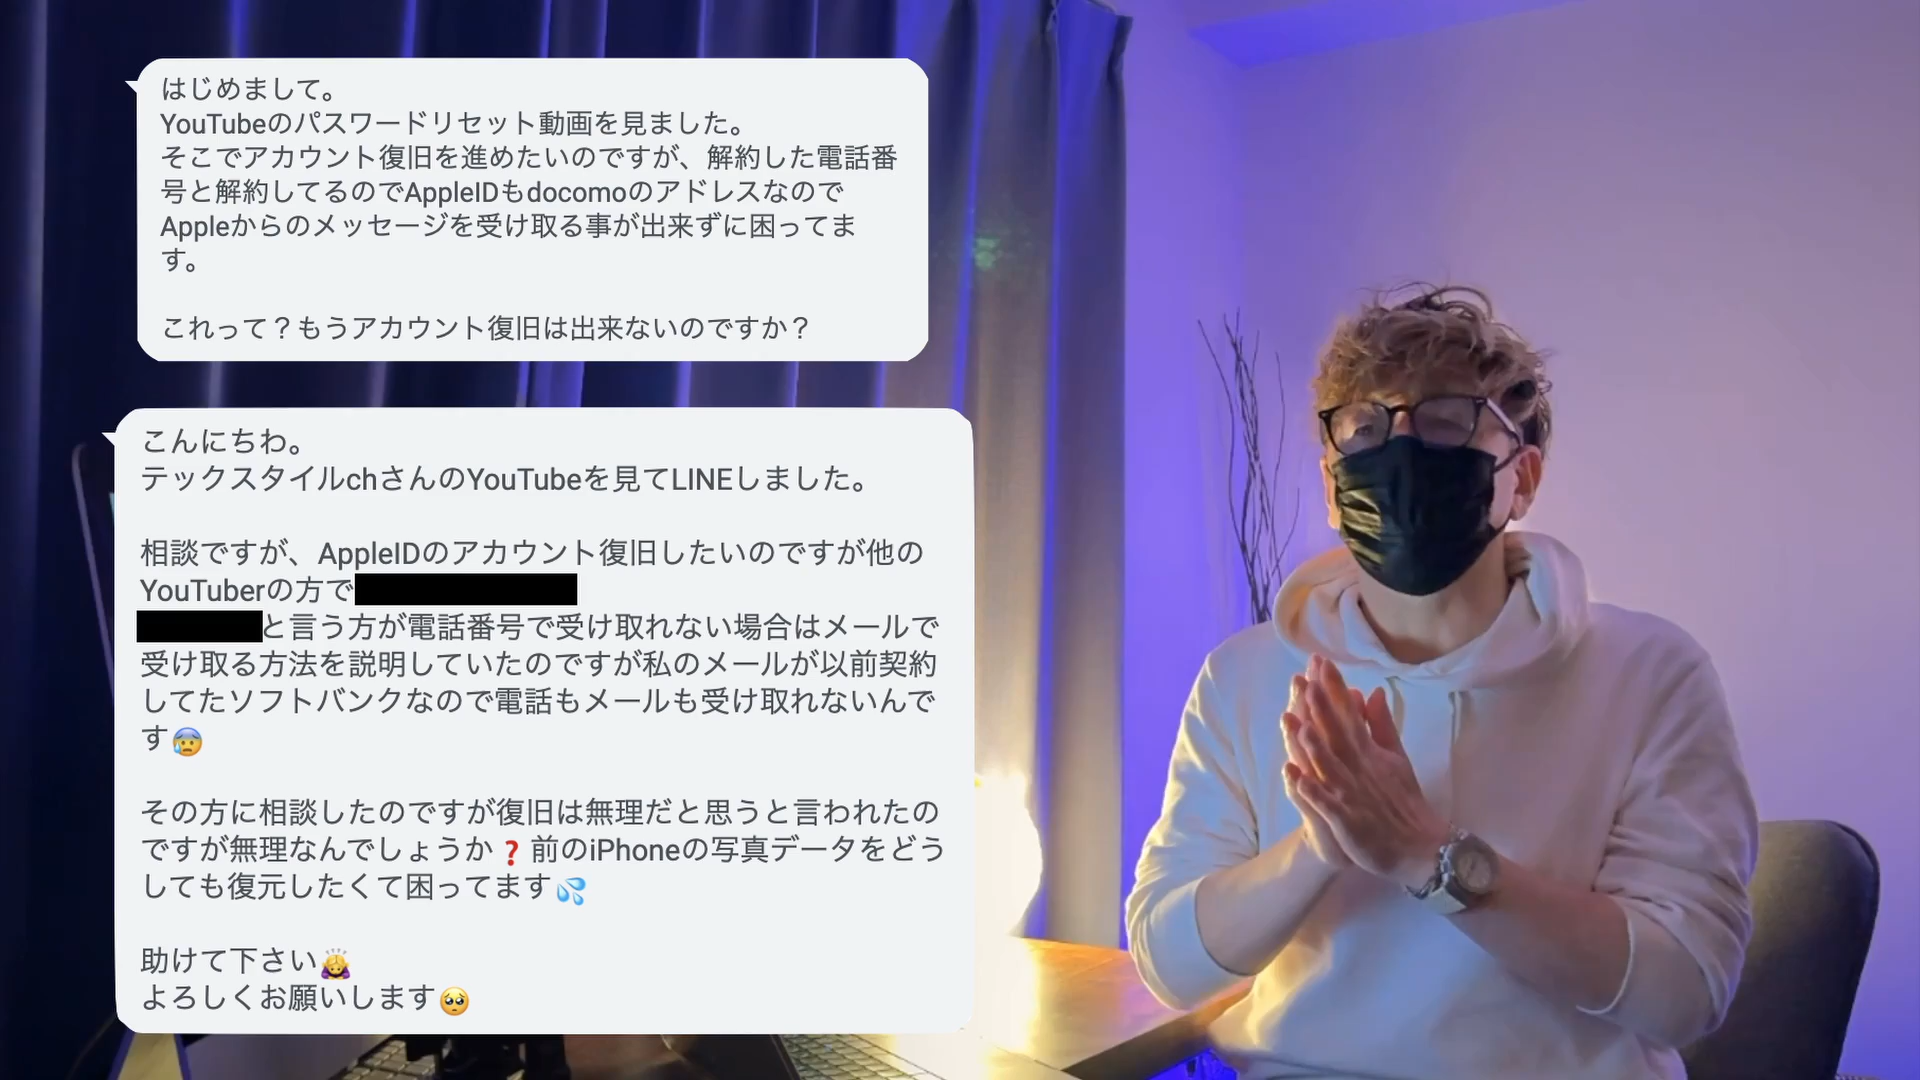 はじめまして。
YouTubeのパスワードリセット動画を見ました。
そこでアカウント復旧を進めたいのですが、解約した電話番
号と解約してるのでAppleIDもdocomoのアドレスなので
Appleからのメッセージを受け取る事が出来ずに困ってま
す。
これって？もうアカウント復旧は出来ないのですか？
こんにちわ。
テックスタイルchさんのYouTubeを見てLINEしました。
相談ですが、AppleIDのアカウント復旧したいのですが他の
YouTuberの方で
と言う方が電話番号で受け取れない場合はメールで
受け取る方法を説明していたのですが私のメールが以前契約
してたソフトバンクなので電話もメールも受け取れないんで
す😰
その方に相談したのですが復旧は無理だと思うと言われたの
ですが無理なんでしょうか❓前のiPhoneの写真データをどう
しても復元したくて困ってます💦
助けて下さい🙇‍♀️
よろしくお願いします🥺